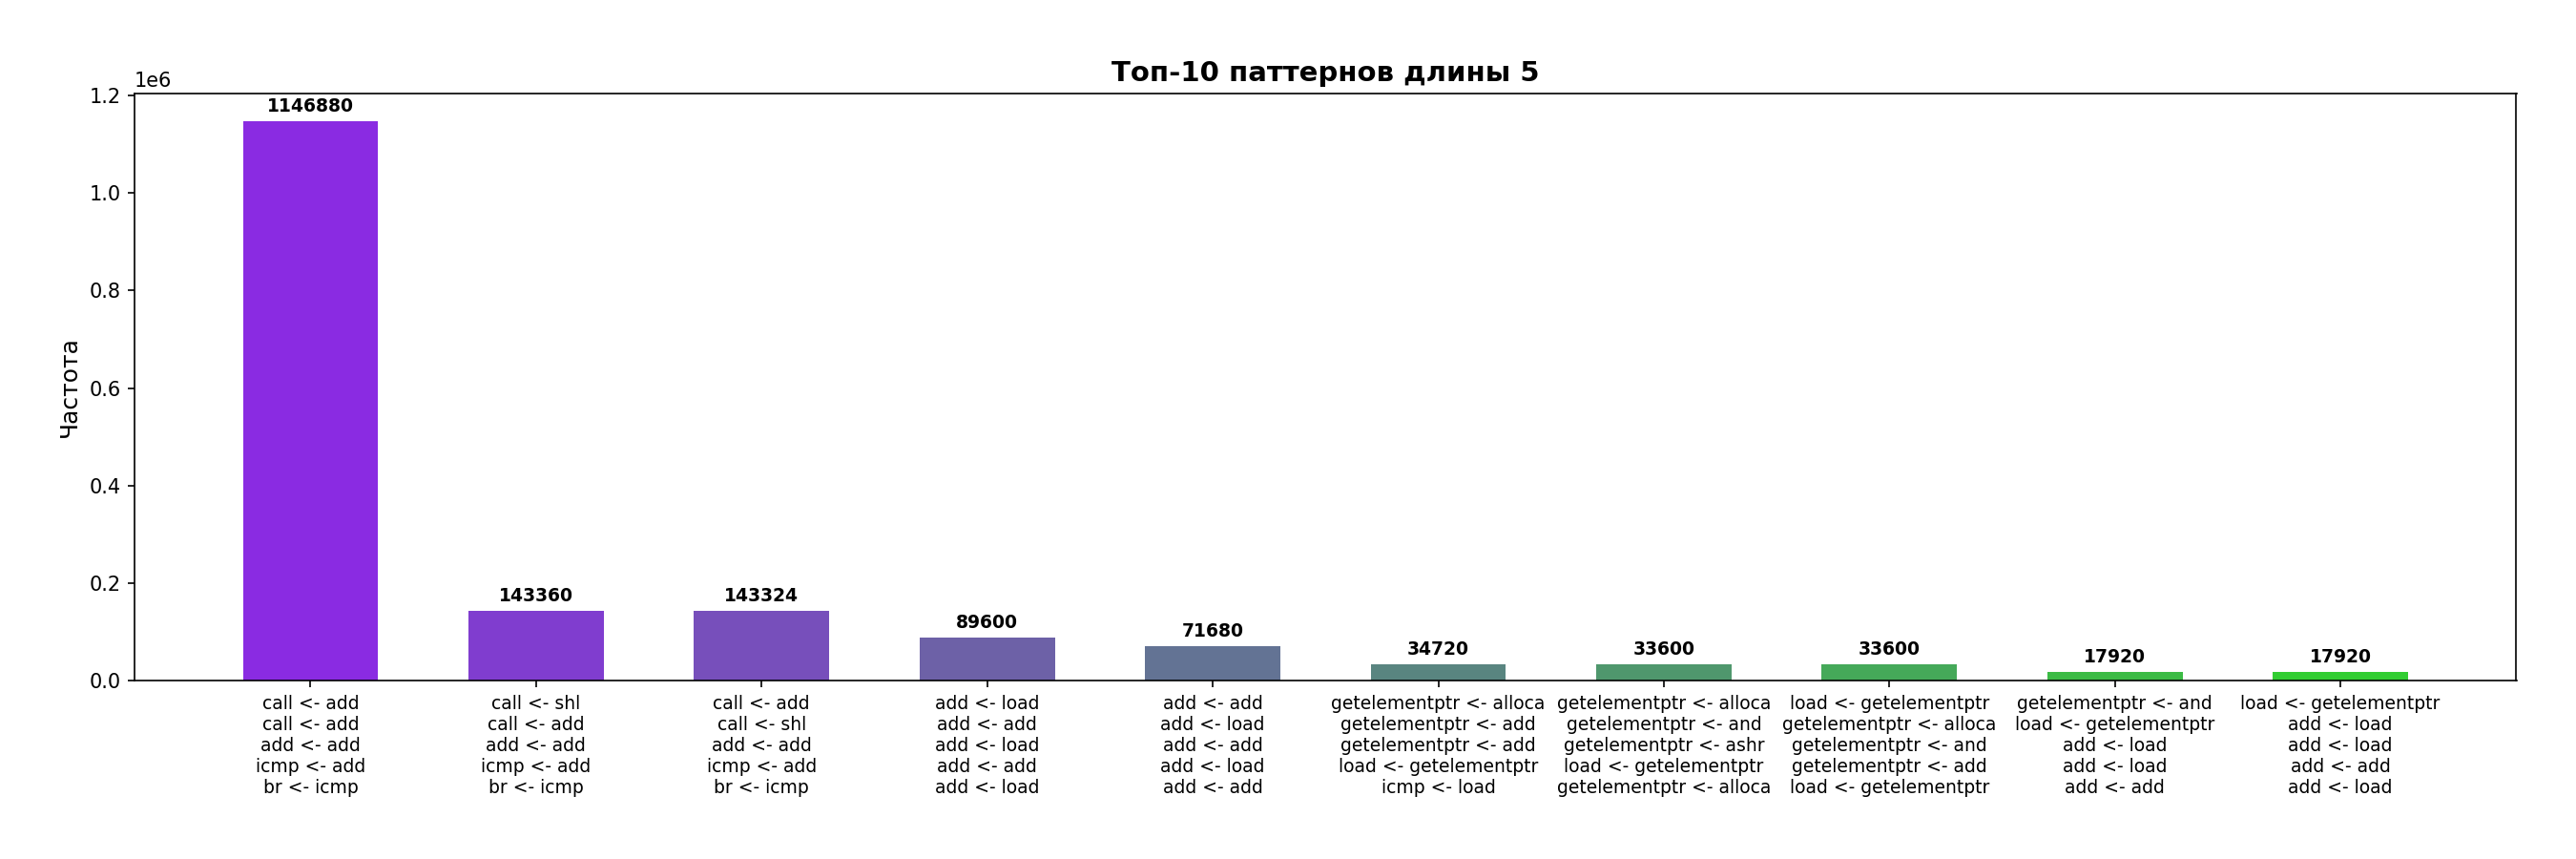 Топ-10 паттернов длины 5
1e6
1.2
1.0
0.8
0.6
0.4
0.2
0.0
Частота
1146880
143360
143324
89600
71680
34720
33600
33600
17920
17920
call <- add
call <- add
add <- add
icmp <- add
br <- icmp
call <- shl
call <- add
add <- add
icmp <- add
br <- icmp
call <- add
call <- shl
add <- add
icmp <- add
br <- icmp
add <- load
add <- add
add <- load
add <- add
add <- load
add <- add
add <- load
add <- add
add <- load
add <- add
getelementptr <- alloca
getelementptr <- add
getelementptr <- add
load <- getelementptr
icmp <- load
getelementptr <- alloca
getelementptr <- and
getelementptr <- ashr
load <- getelementptr
getelementptr <- alloca
load <- getelementptr
getelementptr <- alloca
getelementptr <- and
getelementptr <- add
load <- getelementptr
getelementptr <- and
load <- getelementptr
add <- load
add <- load
add <- add
load <- getelementptr
add <- load
add <- load
add <- add
add <- load